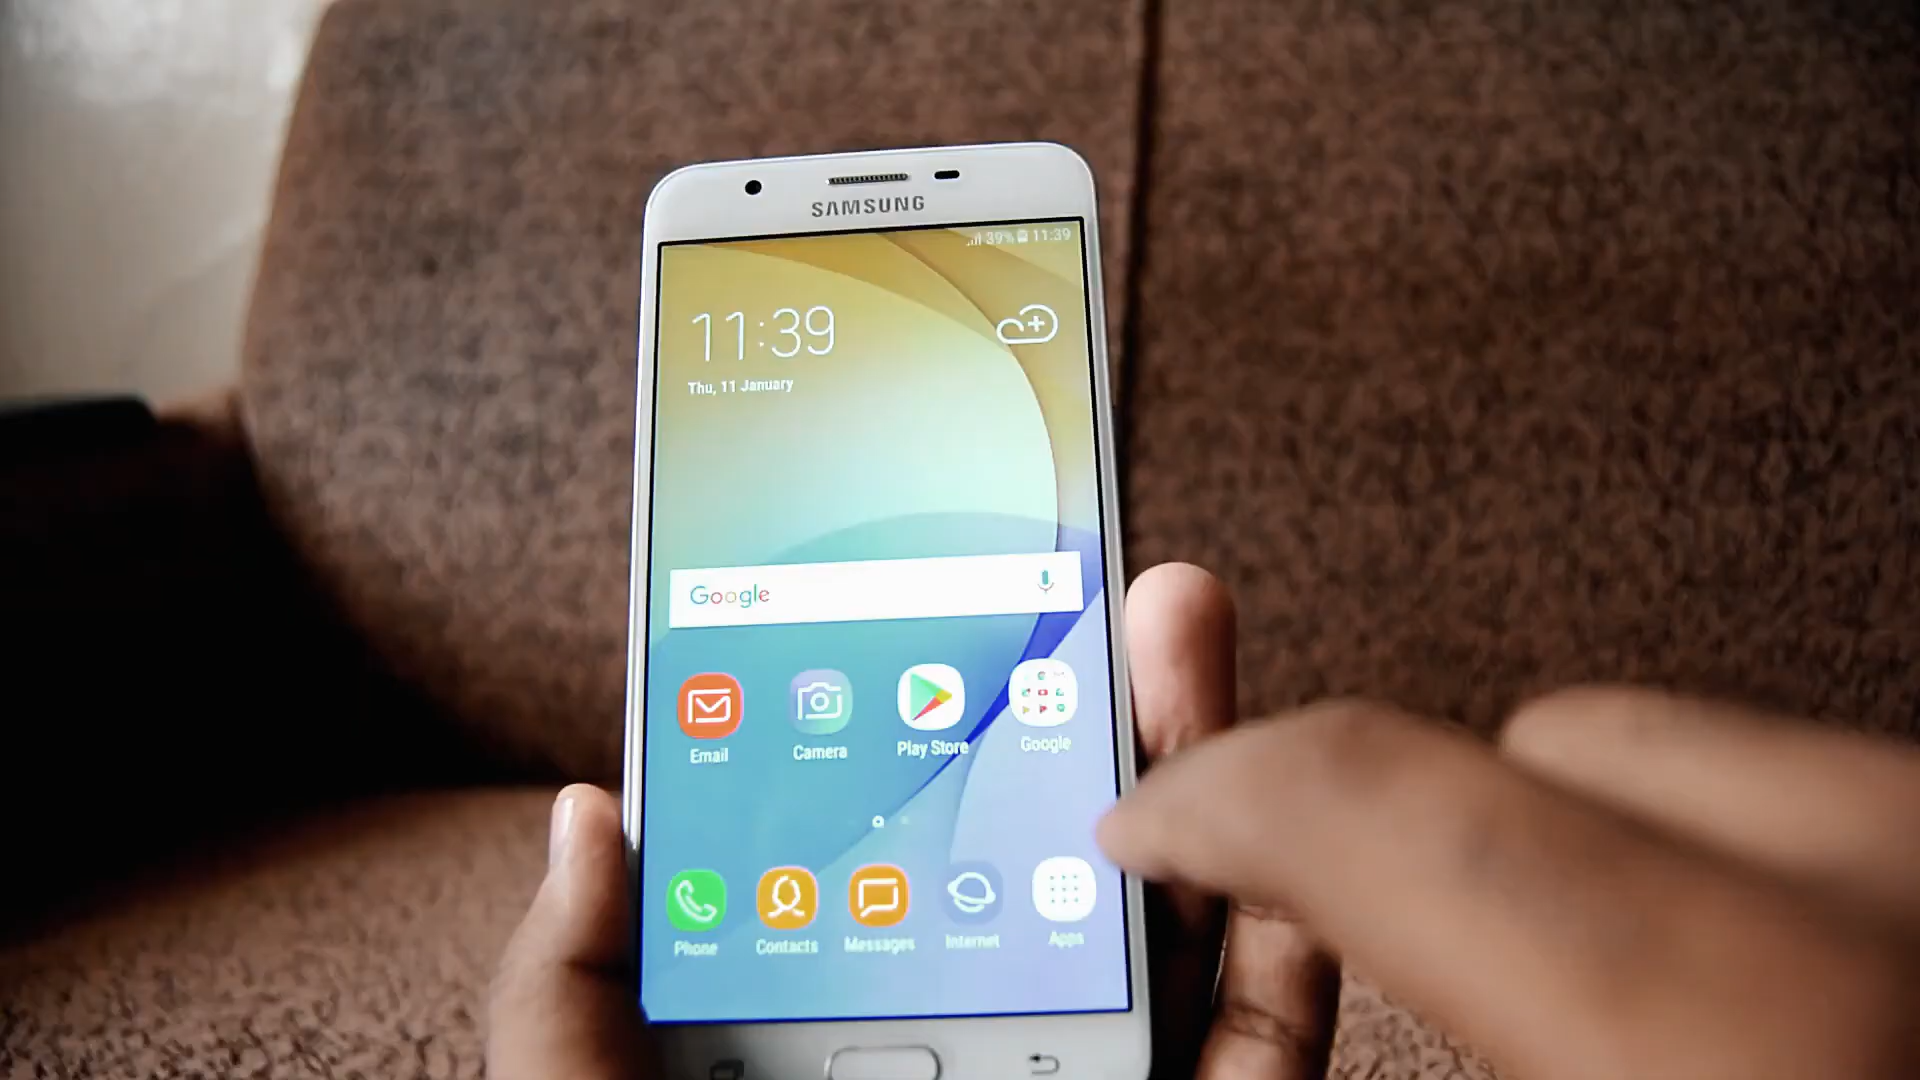 SAMSUNG
39% 11:39
11:39
Thu, 11 January
Google
Email
Camera
Play Store
Google
Phone
Contacts
Messages
Internet
Apps